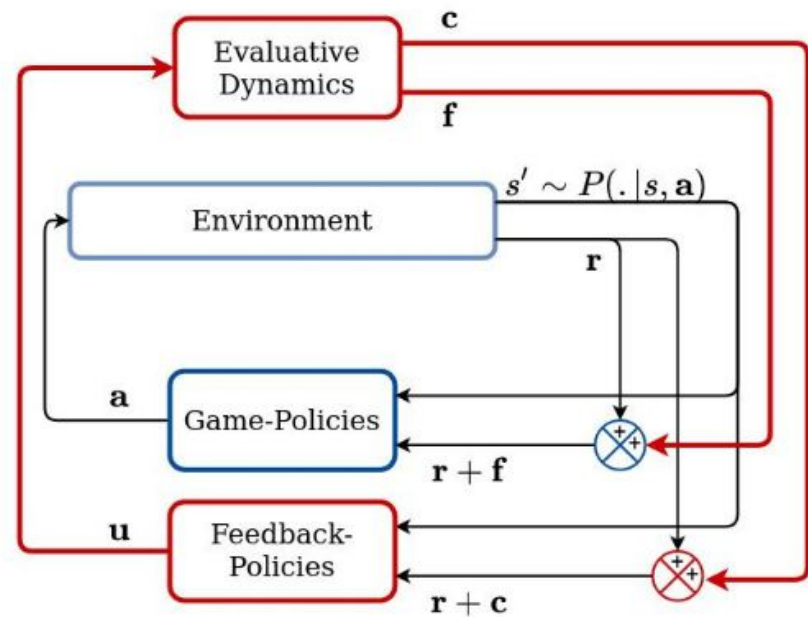 c
Evaluative
Dynamics
f
s′ ∼ P(.|s, a)
Environment
r
a
Game-Policies
+
+
r + f
u
Feedback-
Policies
+
+
r + c